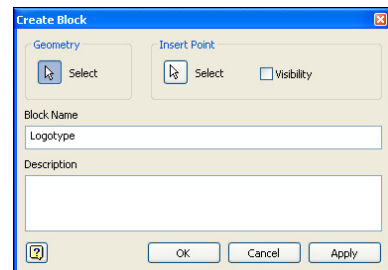 Create Block
Geometry Insert Point
Select Select Visibility
Block Name
Logotype
Description
? OK Cancel Apply